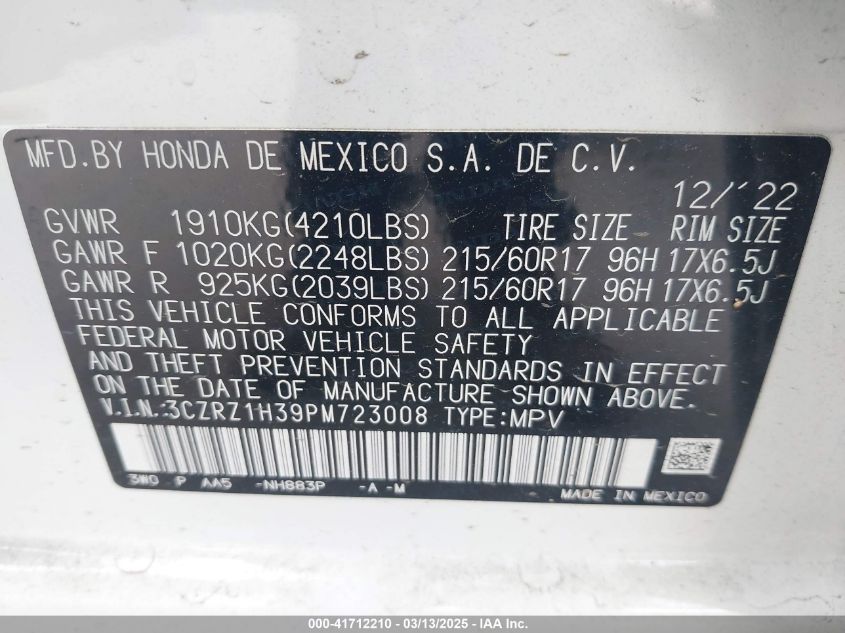 MFD.BY HONDA DE MEXICO S.A. DE C.V.
12/'22
GVWR 1910KG(4210LBS) TIRE SIZE RIM SIZE
GAWR F 1020KG(2248LBS) 215/60R17 96H 17X6.5J
GAWR R 925KG(2039LBS) 215/60R17 96H 17X6.5J
THIS VEHICLE CONFORMS TO ALL APPLICABLE
FEDERAL MOTOR VEHICLE SAFETY
AND THEFT PREVENTION STANDARDS IN EFFECT
ON THE DATE OF MANUFACTURE SHOWN ABOVE.
V.I.N.:3CZRZ1H39PM723008 TYPE:MPV
3W0 P AA5 -NH883P -A -M
MADE IN MEXICO
000-41712210 - 03/13/2025 - IAA Inc.